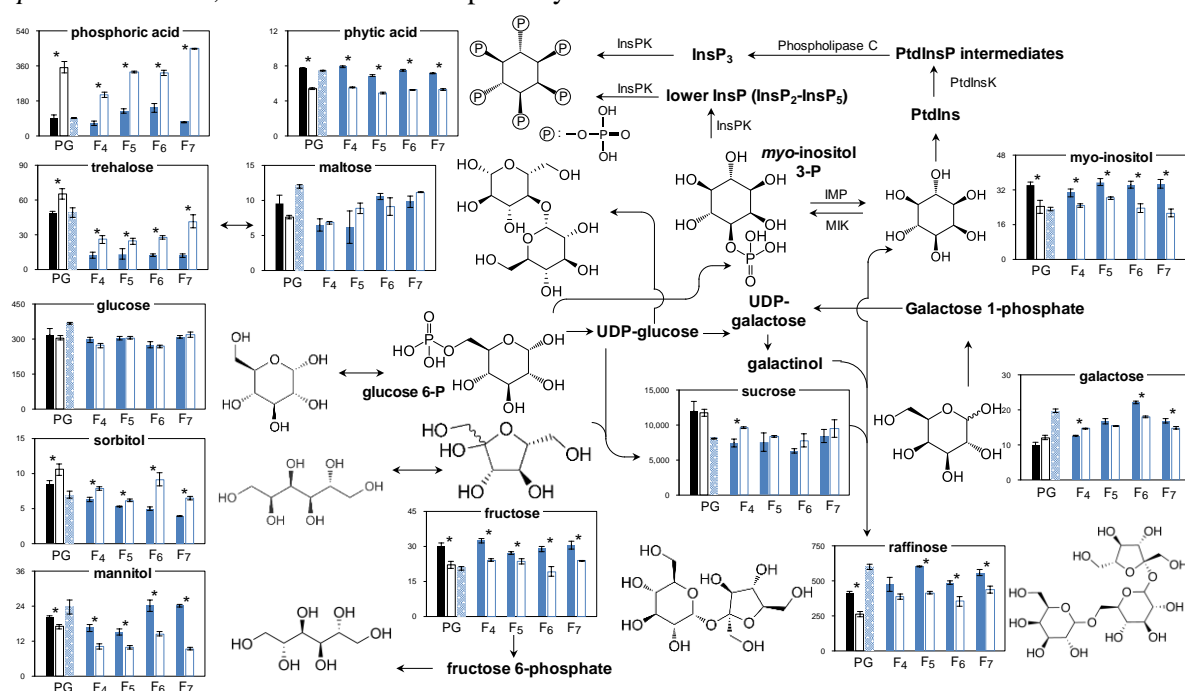 phosphoric acid
540
360
180
0
*
*
*
*
*
PG F4 F5 F6 F7
phytic acid
12
8
4
0
*
*
*
*
*
PG F4 F5 F6 F7
P
P
P
P
P
P
InsPK
InsP3
Phospholipase C
PtdInsP intermediates
InsPK
lower InsP (InsP2-InsP5)
PtdInsK
P: O P O
OH
OH
InsPK
PtdIns
trehalose
90
60
30
0
*
*
*
*
*
PG F4 F5 F6 F7
maltose
15
10
5
0
PG F4 F5 F6 F7
myo-inositol
3-P
IMP
MIK
myo-inositol
48
36
24
12
0
*
*
*
*
*
PG F4 F5 F6 F7
glucose
450
300
150
0
PG F4 F5 F6 F7
glucose 6-P
UDP-glucose
UDP-
galactose
Galactose 1-phosphate
galactinol
sucrose
15,000
10,000
5,000
0
*
PG F4 F5 F6 F7
galactose
30
20
10
0
*
*
*
PG F4 F5 F6 F7
sorbitol
15
10
5
0
*
*
*
*
*
PG F4 F5 F6 F7
fructose
45
30
15
0
*
*
*
*
*
PG F4 F5 F6 F7
raffinose
750
500
250
0
*
*
*
*
PG F4 F5 F6 F7
mannitol
36
24
12
0
*
*
*
*
*
PG F4 F5 F6 F7
fructose 6-phosphate